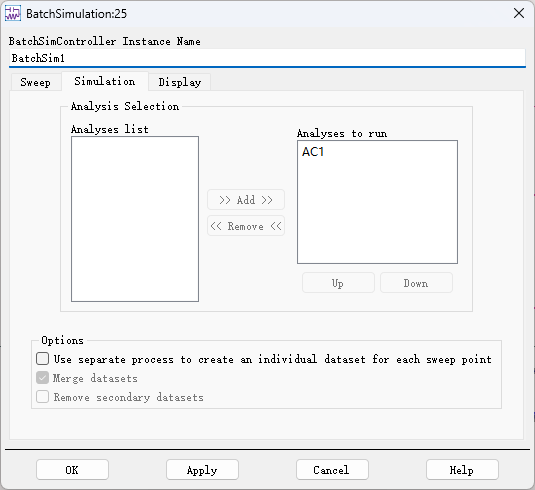 BatchSimulation:25
BatchSimController Instance Name
BatchSim1
Sweep Simulation Display
Analysis Selection
Analyses list
Analyses to run
AC1
>> Add >>
<< Remove <<
Up Down
Options
Use separate process to create an individual dataset for each sweep point
Merge datasets
Remove secondary datasets
OK Apply Cancel Help